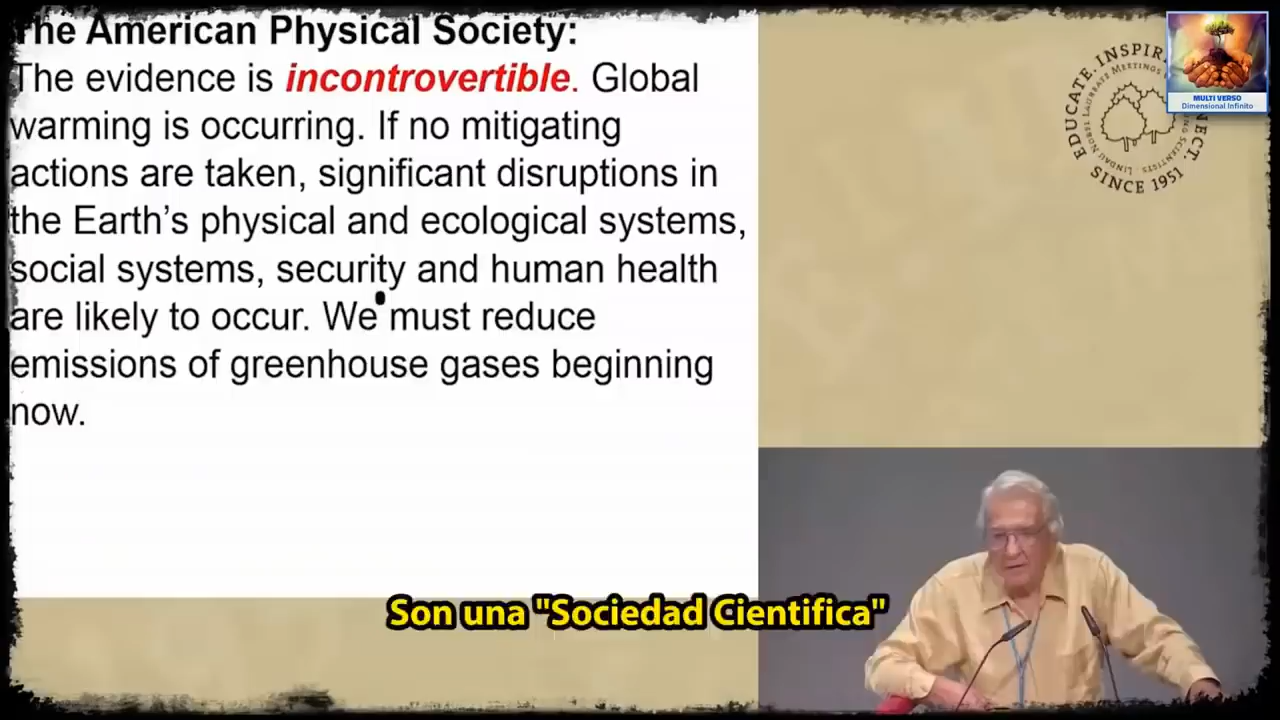 The American Physical Society:
The evidence is incontrovertible. Global
warming is occurring. If no mitigating
actions are taken, significant disruptions in
the Earth's physical and ecological systems,
social systems, security and human health
are likely to occur. We must reduce
emissions of greenhouse gases beginning
now.
EDUCATE. INSPIRE
NECT.
SINCE 1951
MULTI VERSO
Dimensional Infinito
Son una "Sociedad Cientifica"